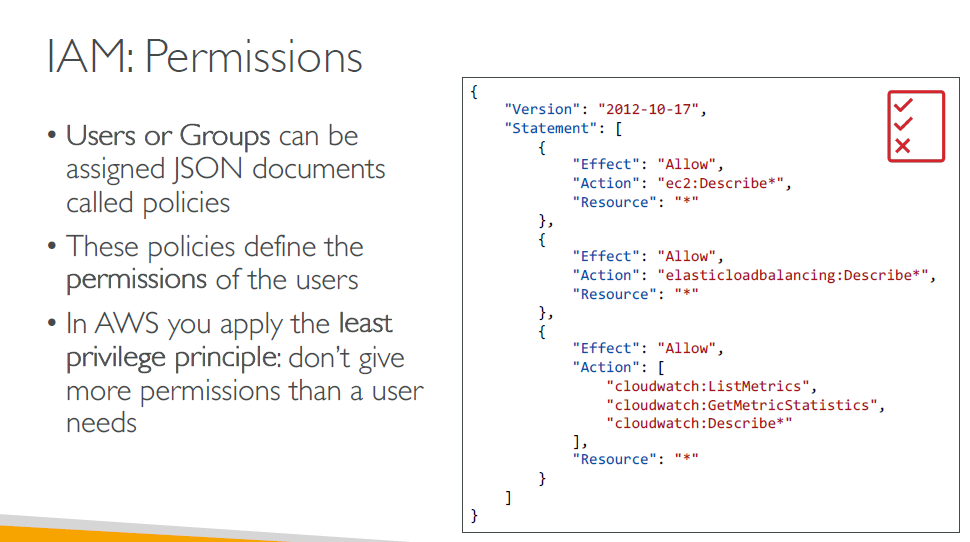 IAM: Permissions
• Users or Groups can be
assigned JSON documents
called policies
• These policies define the
permissions of the users
• In AWS you apply the least
privilege principle: don't give
more permissions than a user
needs
{
    "Version": "2012-10-17",
    "Statement": [
        {
            "Effect": "Allow",
            "Action": "ec2:Describe*",
            "Resource": "*"
        },
        {
            "Effect": "Allow",
            "Action": "elasticloadbalancing:Describe*",
            "Resource": "*"
        },
        {
            "Effect": "Allow",
            "Action": [
                "cloudwatch:ListMetrics",
                "cloudwatch:GetMetricStatistics",
                "cloudwatch:Describe*"
            ],
            "Resource": "*"
        }
    ]
}